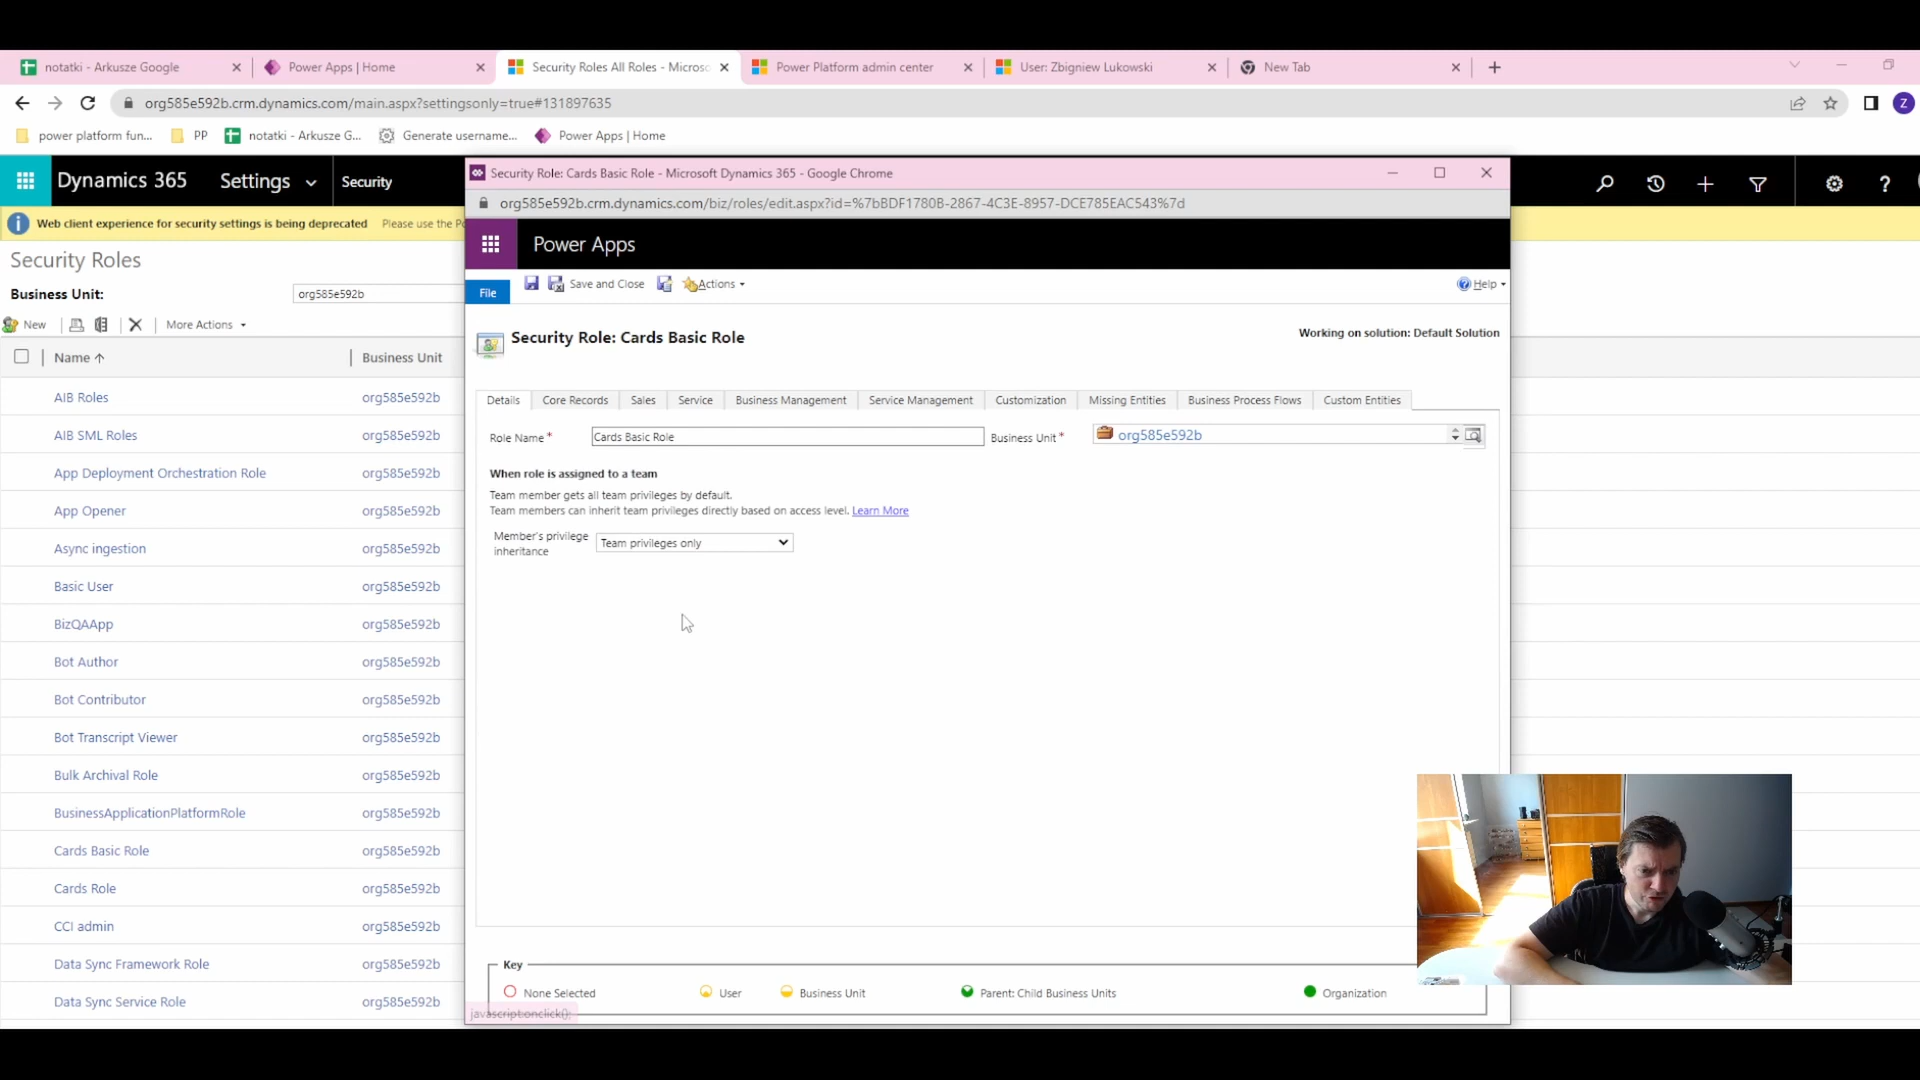 notatki - Arkusze Google
Power Apps | Home
Security Roles All Roles - Micros
Power Platform admin center
User: Zbigniew Lukowski
New Tab
org585e592b.crm.dynamics.com/main.aspx?settingsonly=true#131897635
Z
power platform fun...
PP
notatki - Arkusze G...
Generate username...
Power Apps | Home
Dynamics 365
Settings
Security
Web client experience for security settings is being deprecated Please use the Po
Security Roles
Business Unit:
org585e592b
New
More Actions
Name
Business Unit
AIB Roles
org585e592b
AIB SML Roles
org585e592b
App Deployment Orchestration Role
org585e592b
App Opener
org585e592b
Async ingestion
org585e592b
Basic User
org585e592b
BizQAApp
org585e592b
Bot Author
org585e592b
Bot Contributor
org585e592b
Bot Transcript Viewer
org585e592b
Bulk Archival Role
org585e592b
BusinessApplicationPlatformRole
org585e592b
Cards Basic Role
org585e592b
Cards Role
org585e592b
CCI admin
org585e592b
Data Sync Framework Role
org585e592b
Data Sync Service Role
org585e592b
Security Role: Cards Basic Role - Microsoft Dynamics 365 - Google Chrome
org585e592b.crm.dynamics.com/biz/roles/edit.aspx?id=%7bBDF1780B-2867-4C3E-8957-DCE785EAC543%7d
Power Apps
File
Save and Close
Actions
Help
Security Role: Cards Basic Role
Working on solution: Default Solution
Details
Core Records
Sales
Service
Business Management
Service Management
Customization
Missing Entities
Business Process Flows
Custom Entities
Role Name*
Cards Basic Role
Business Unit*
org585e592b
When role is assigned to a team
Team member gets all team privileges by default.
Team members can inherit team privileges directly based on access level. Learn More
Member's privilege
inheritance
Team privileges only
Key
None Selected
User
Business Unit
Parent: Child Business Units
Organization
javascript:onclick();